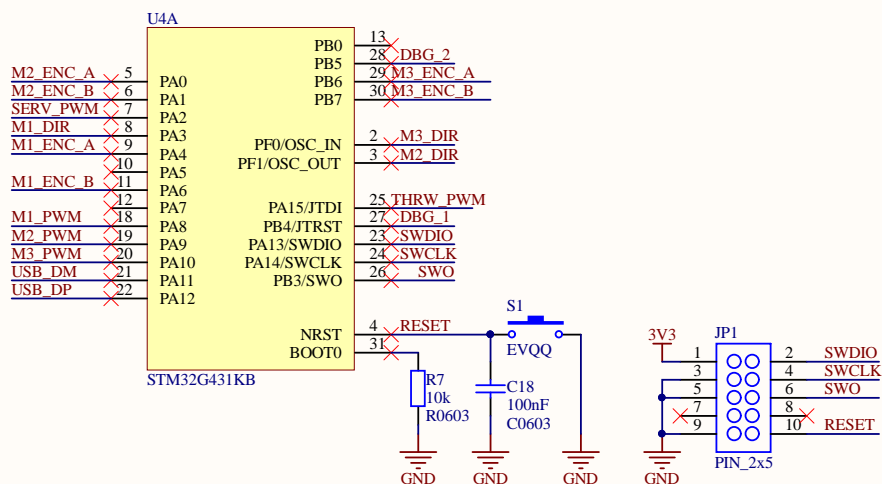 U4A
M2_ENC_A 5 PA0
M2_ENC_B 6 PA1
SERV_PWM 7 PA2
M1_DIR 8 PA3
M1_ENC_A 9 PA4
10 PA5
M1_ENC_B 11 PA6
12 PA7
M1_PWM 18 PA8
M2_PWM 19 PA9
M3_PWM 20 PA10
USB_DM 21 PA11
USB_DP 22 PA12
PB0 13
PB5 28 DBG_2
PB6 29 M3_ENC_A
PB7 30 M3_ENC_B
PF0/OSC_IN 2 M3_DIR
PF1/OSC_OUT 3 M2_DIR
PA15/JTDI 25 THRW_PWM
PB4/JTRST 27 DBG_1
PA13/SWDIO 23 SWDIO
PA14/SWCLK 24 SWCLK
PB3/SWO 26 SWO
NRST 4 RESET
BOOT0 31
STM32G431KB
R7
10k
R0603
GND
C18
100nF
C0603
GND
S1
EVQQ
GND
3V3
JP1
1 2 SWDIO
3 4 SWCLK
5 6 SWO
7 8
9 10 RESET
PIN_2x5
GND